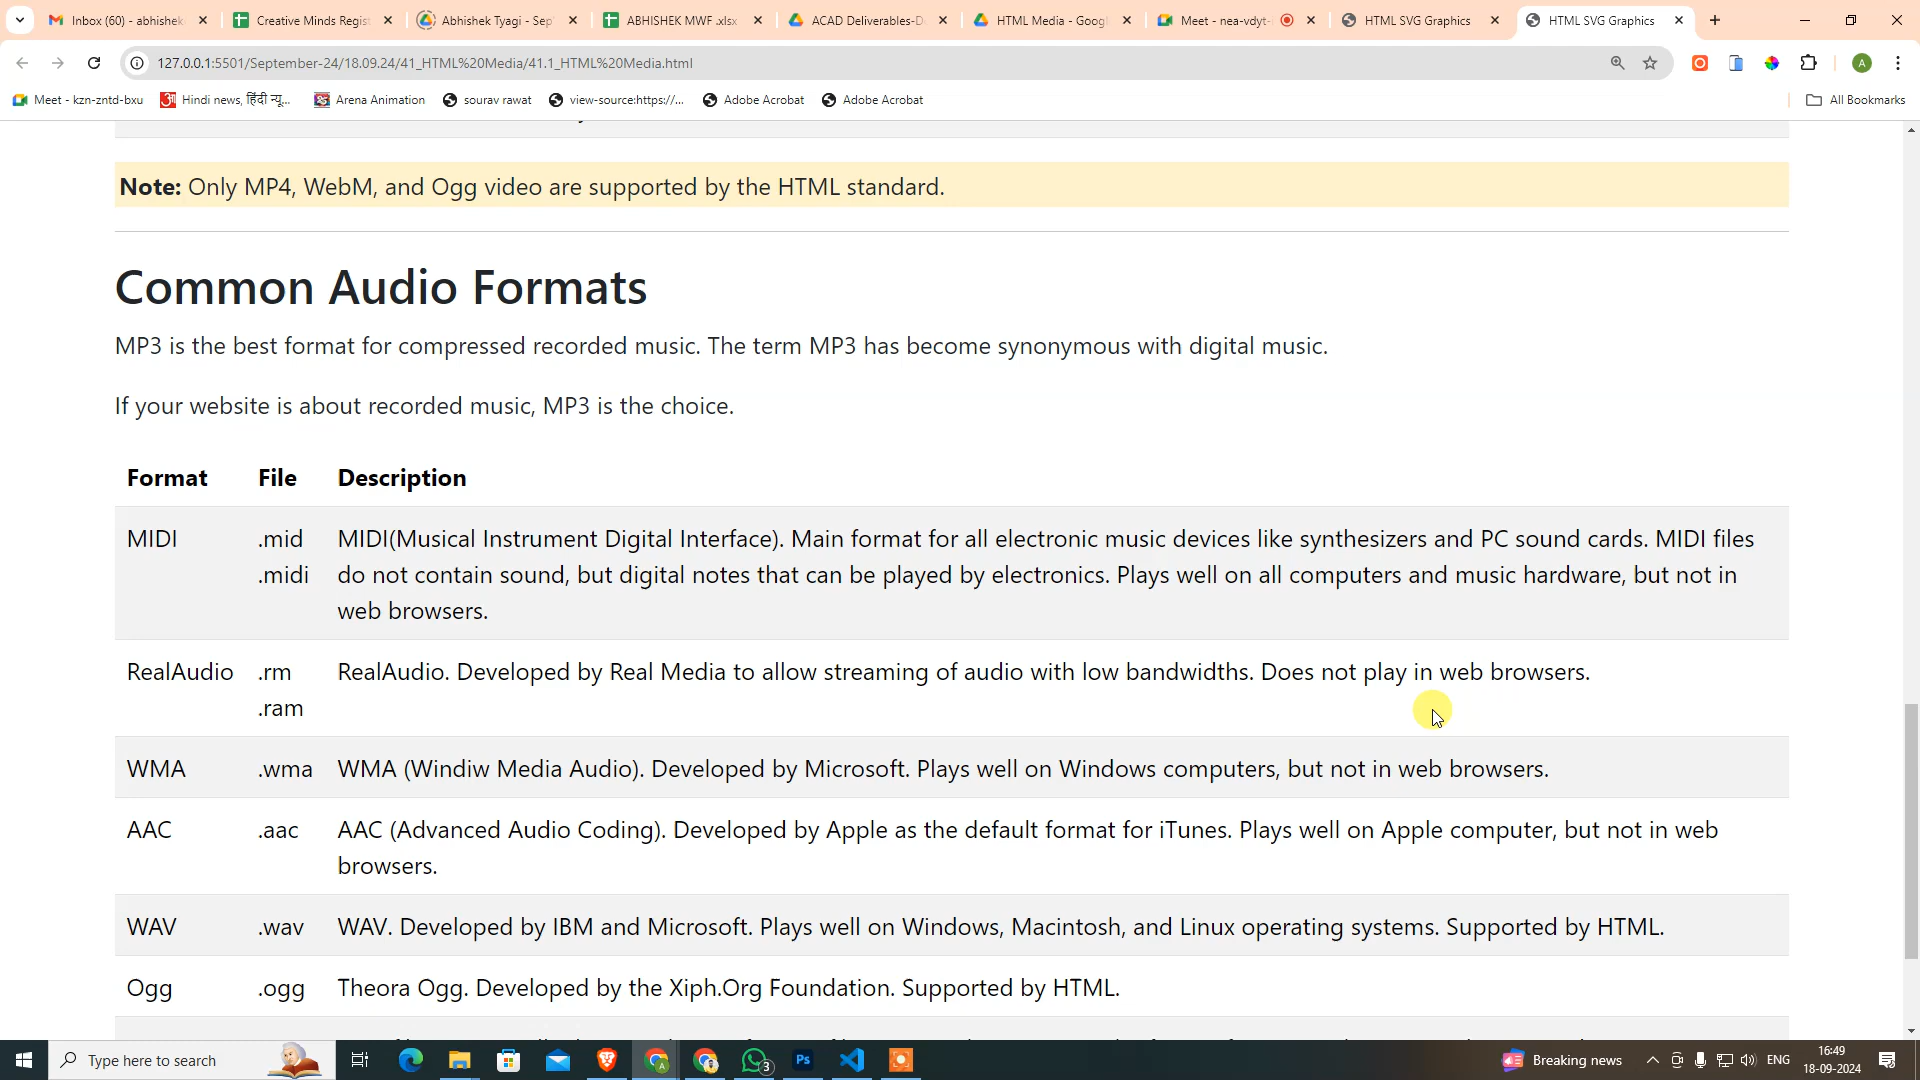 Inbox (60) - abhishek
Creative Minds Regist
Abhishek Tyagi - Sep'
ABHISHEK MWF .xlsx
ACAD Deliverables-D
HTML Media - Googl
Meet - nea-vdyt-
HTML SVG Graphics
HTML SVG Graphics
127.0.0.1:5501/September-24/18.09.24/41_HTML%20Media/41.1_HTML%20Media.html
A
Meet - kzn-zntd-bxu
Hindi news, हिंदी न्यू...
Arena Animation
sourav rawat
view-source:https://...
Adobe Acrobat
Adobe Acrobat
All Bookmarks
Note: Only MP4, WebM, and Ogg video are supported by the HTML standard.
Common Audio Formats
MP3 is the best format for compressed recorded music. The term MP3 has become synonymous with digital music.
If your website is about recorded music, MP3 is the choice.
Format File Description
MIDI .mid MIDI(Musical Instrument Digital Interface). Main format for all electronic music devices like synthesizers and PC sound cards. MIDI files
.midi do not contain sound, but digital notes that can be played by electronics. Plays well on all computers and music hardware, but not in
web browsers.
RealAudio .rm RealAudio. Developed by Real Media to allow streaming of audio with low bandwidths. Does not play in web browsers.
.ram
WMA .wma WMA (Windiw Media Audio). Developed by Microsoft. Plays well on Windows computers, but not in web browsers.
AAC .aac AAC (Advanced Audio Coding). Developed by Apple as the default format for iTunes. Plays well on Apple computer, but not in web
browsers.
WAV .wav WAV. Developed by IBM and Microsoft. Plays well on Windows, Macintosh, and Linux operating systems. Supported by HTML.
Ogg .ogg Theora Ogg. Developed by the Xiph.Org Foundation. Supported by HTML.
Type here to search
A
3
Ps
Breaking news
ENG
16:49
18-09-2024